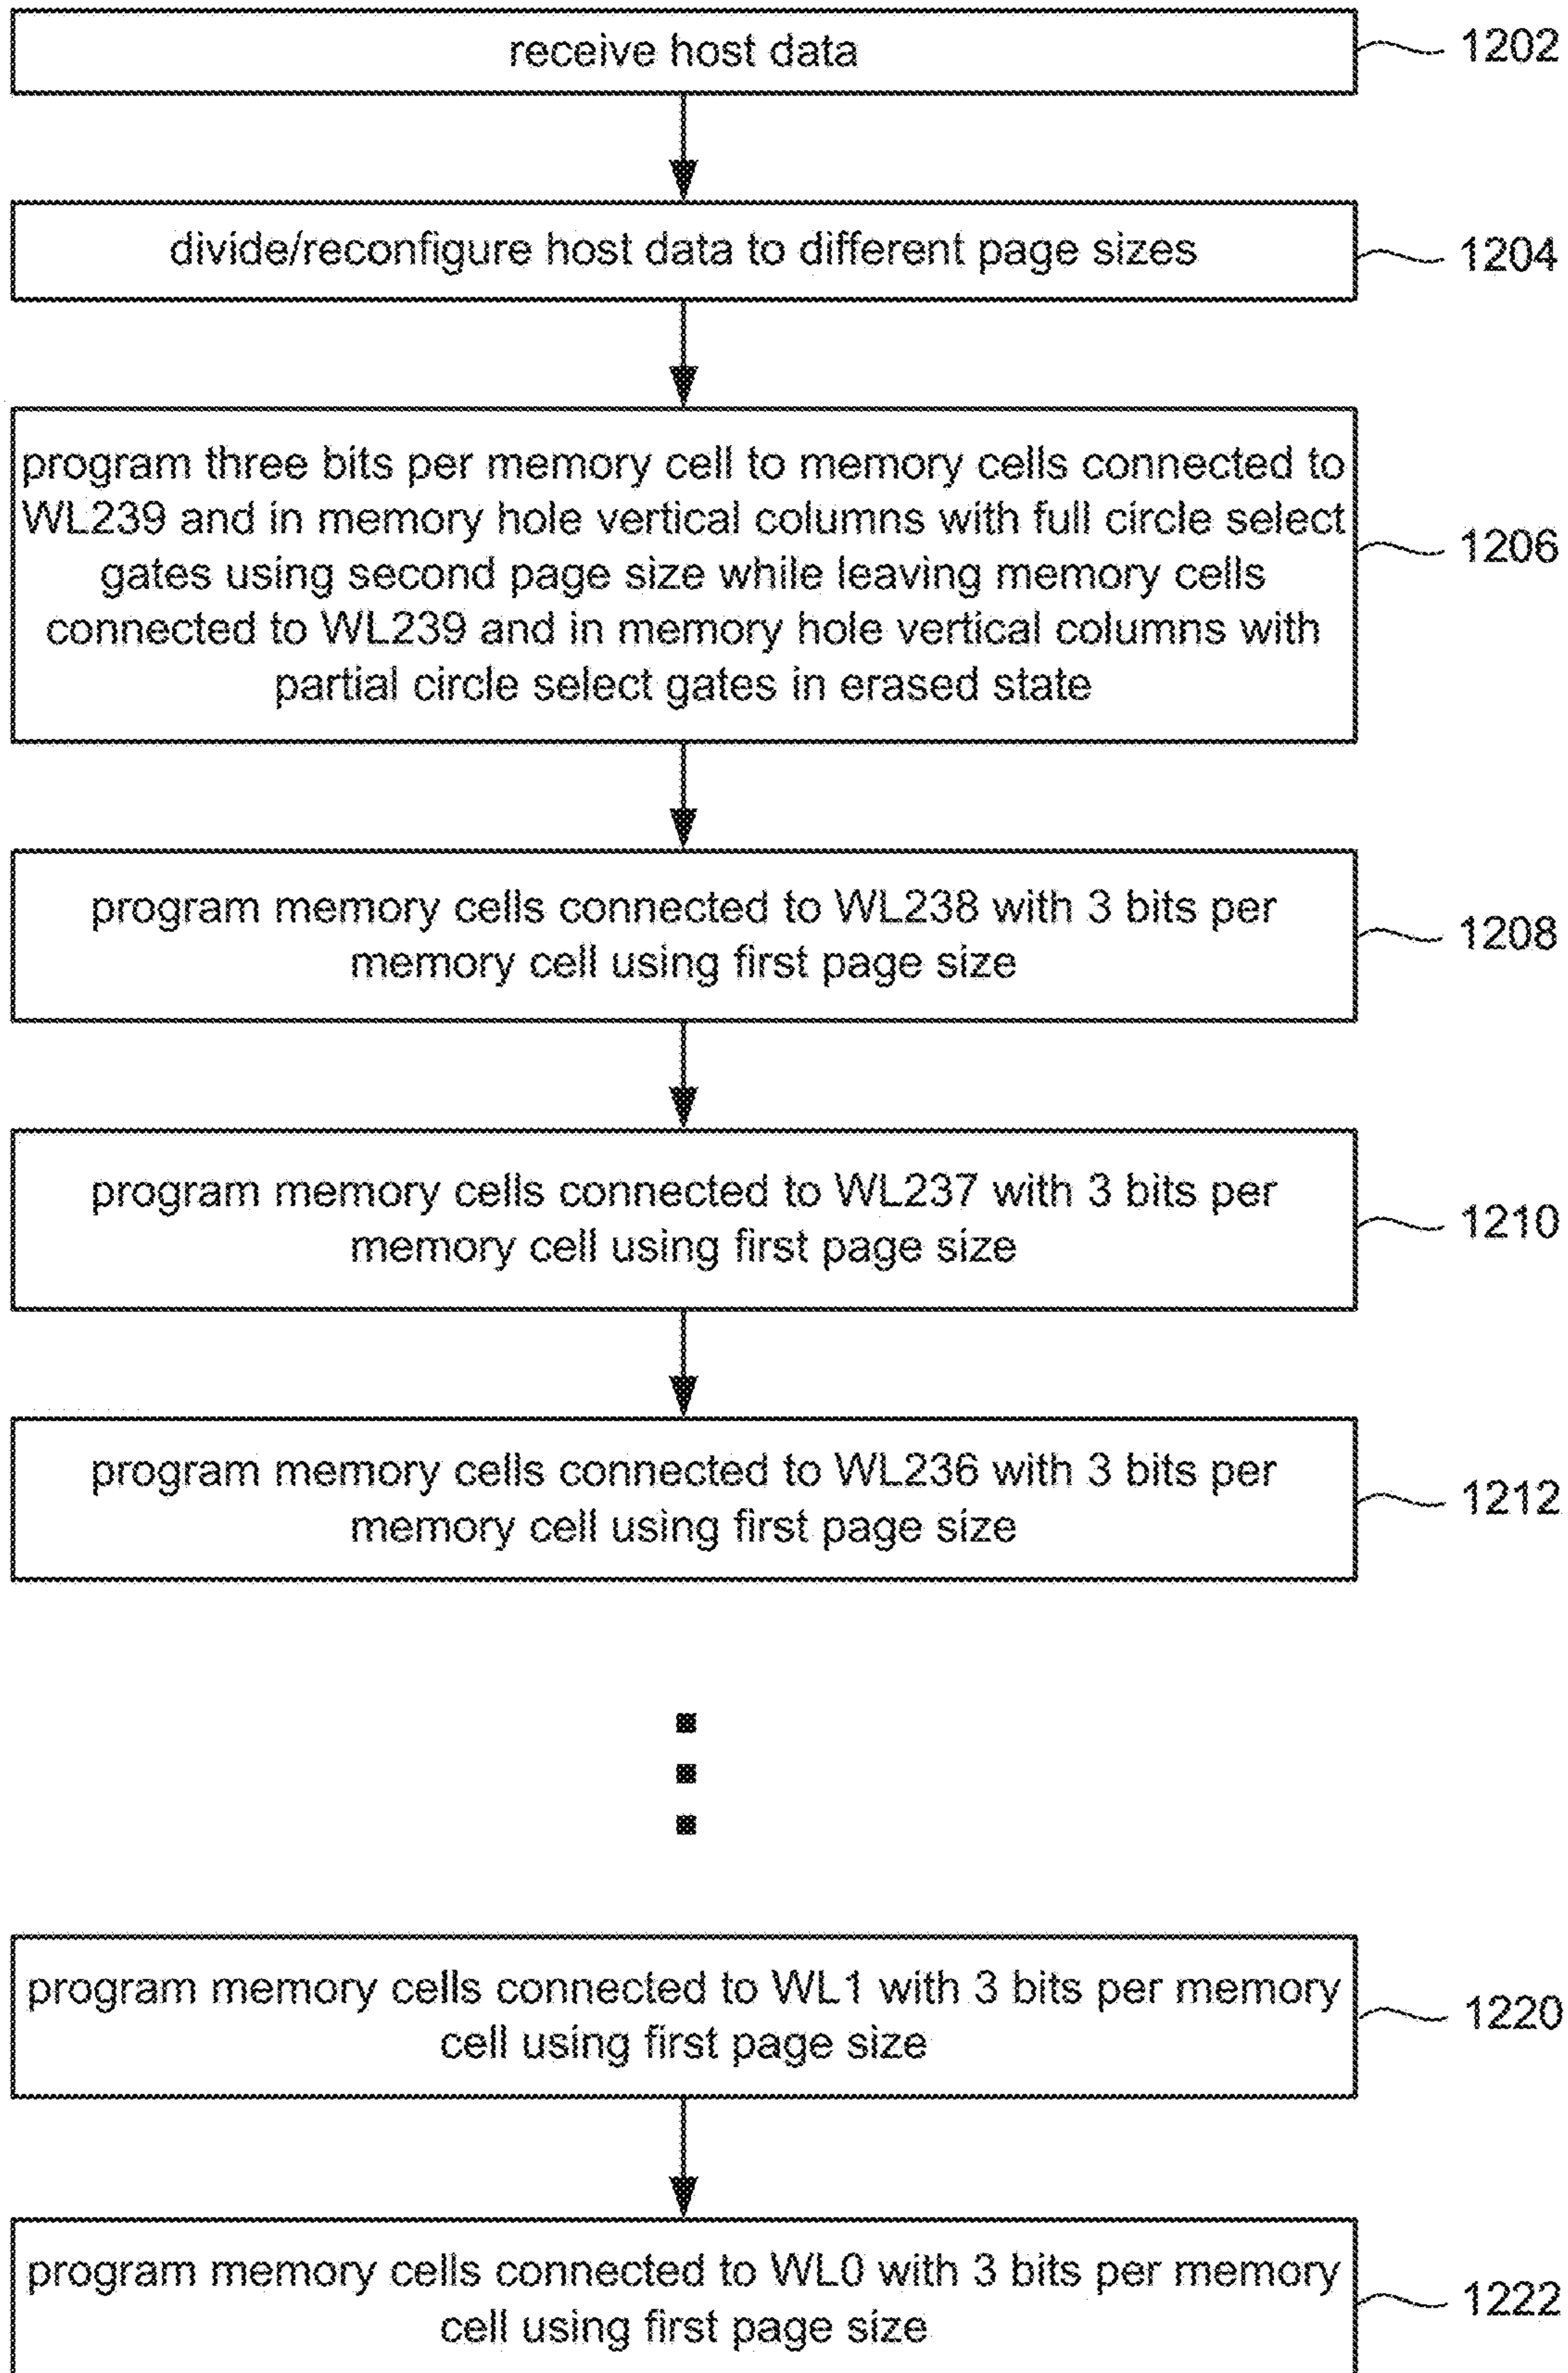 receive host data
1202
divide/reconfigure host data to different page sizes
1204
program three bits per memory cell to memory cells connected to
WL239 and in memory hole vertical columns with full circle select
gates using second page size while leaving memory cells
connected to WL239 and in memory hole vertical columns with
partial circle select gates in erased state
1206
program memory cells connected to WL238 with 3 bits per
memory cell using first page size
1208
program memory cells connected to WL237 with 3 bits per
memory cell using first page size
1210
program memory cells connected to WL236 with 3 bits per
memory cell using first page size
1212
program memory cells connected to WL1 with 3 bits per memory
cell using first page size
1220
program memory cells connected to WL0 with 3 bits per memory
cell using first page size
1222